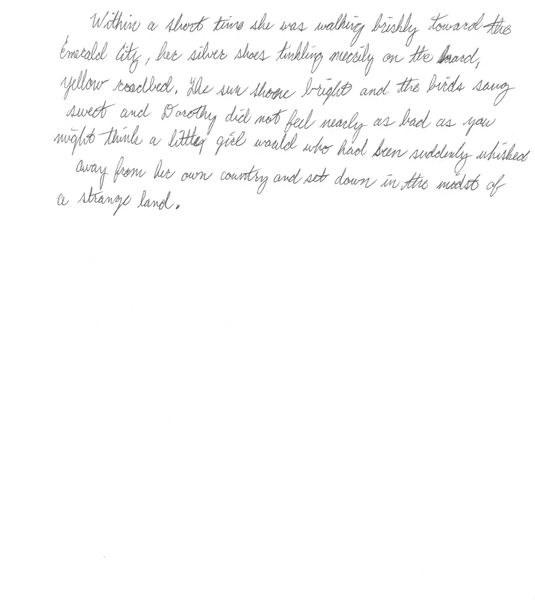 Within a short time she was walking briskly toward the
Emerald City, her silver shoes tinkling merrily on the hard,
yellow roadbed. The sun shone bright and the birds sang
sweet and Dorothy did not feel nearly as bad as you
might think a little girl would who had been suddenly whisked
away from her own country and set down in the midst of
a strange land.